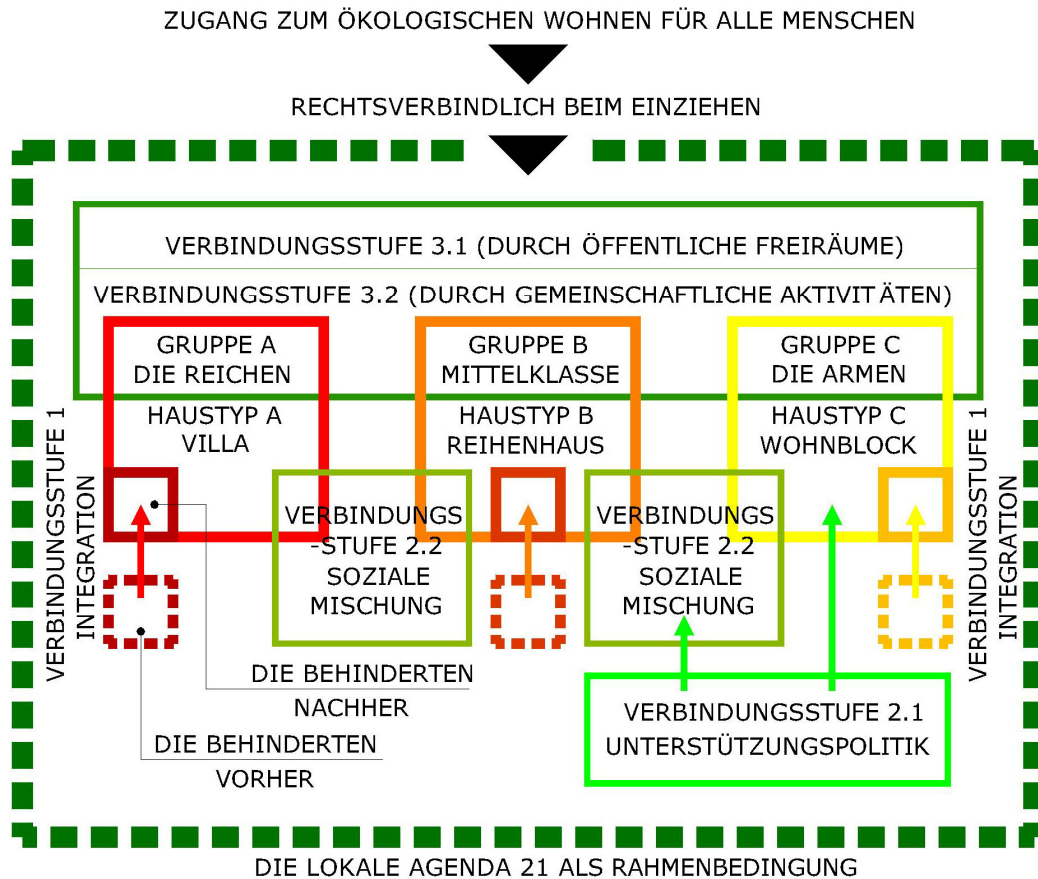 ZUGANG ZUM ÖKOLOGISCHEN WOHNEN FÜR ALLE MENSCHEN
RECHTSVERBINDLICH BEIM EINZIEHEN
VERBINDUNGSSTUFE 3.1 (DURCH ÖFFENTLICHE FREIRÄUME)
VERBINDUNGSSTUFE 3.2 (DURCH GEMEINSCHAFTLICHE AKTIVITÄTEN)
GRUPPE A
DIE REICHEN
HAUSTYP A
VILLA
GRUPPE B
MITTELKLASSE
HAUSTYP B
REIHENHAUS
GRUPPE C
DIE ARMEN
HAUSTYP C
WOHNBLOCK
VERBINDUNGSSTUFE 1
INTEGRATION
VERBINDUNGS
-STUFE 2.2
SOZIALE
MISCHUNG
VERBINDUNGS
-STUFE 2.2
SOZIALE
MISCHUNG
VERBINDUNGSSTUFE 1
INTEGRATION
DIE BEHINDERTEN
NACHHER
DIE BEHINDERTEN
VORHER
VERBINDUNGSSTUFE 2.1
UNTERSTÜTZUNGSPOLITIK
DIE LOKALE AGENDA 21 ALS RAHMENBEDINGUNG